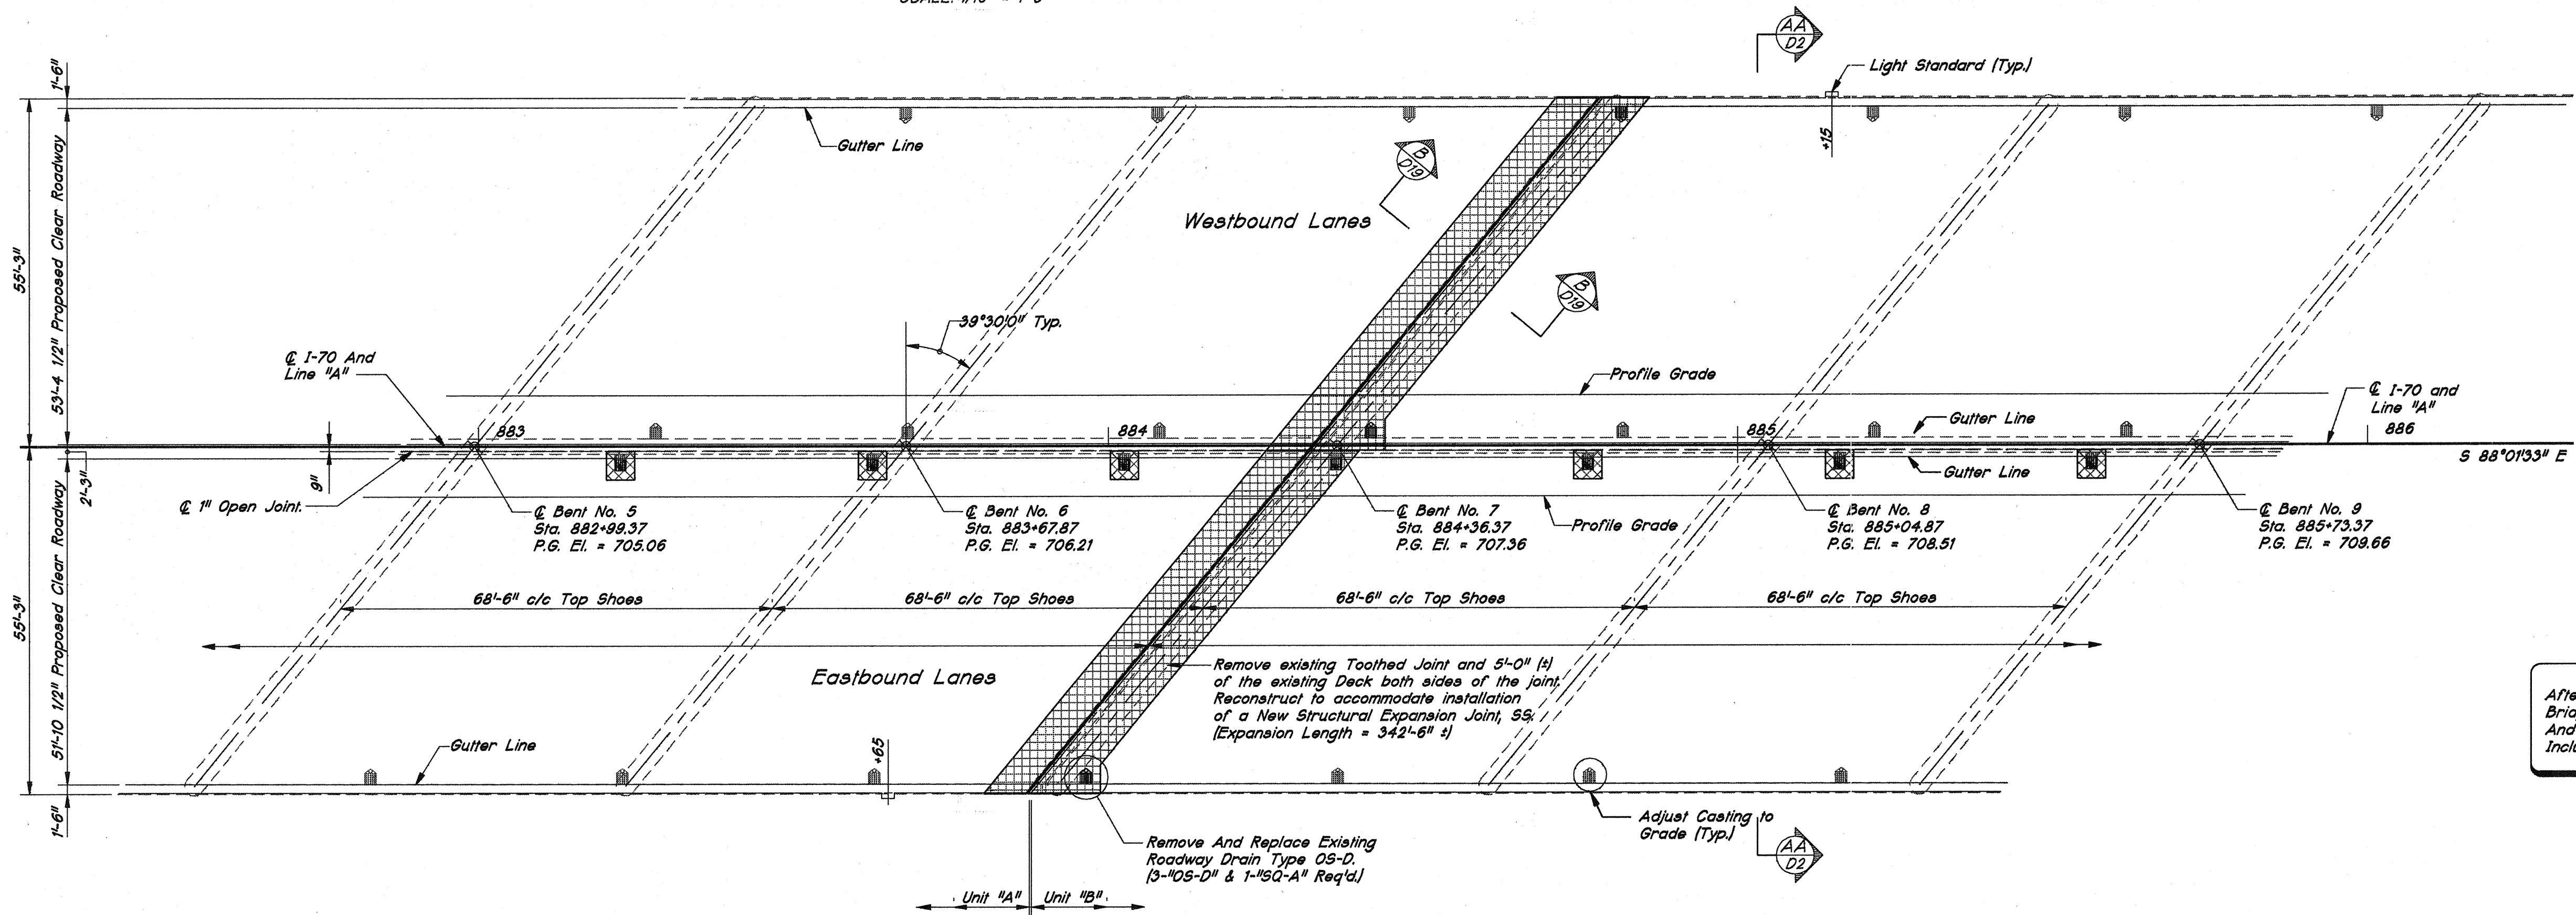 AA
D2
Light Standard (Typ.)
+15
1'-6"
55'-3"
53'-4 1/2" Proposed Clear Roadway
Gutter Line
B
D19
Westbound Lanes
B
D19
39°30'0" Typ.
℄ I-70 And
Line "A"
Profile Grade
℄ I-70 and
Line "A"
883
884
885
886
Gutter Line
S 88°01'33" E
9"
2'-3"
℄ 1" Open Joint.
Gutter Line
℄ Bent No. 5
Sta. 882+99.37
P.G. El. = 705.06
℄ Bent No. 6
Sta. 883+67.87
P.G. El. = 706.21
℄ Bent No. 7
Sta. 884+36.37
P.G. El. = 707.36
Profile Grade
℄ Bent No. 8
Sta. 885+04.87
P.G. El. = 708.51
℄ Bent No. 9
Sta. 885+73.37
P.G. El. = 709.66
55'-3"
51'-10 1/2" Proposed Clear Roadway
68'-6" c/c Top Shoes
68'-6" c/c Top Shoes
68'-6" c/c Top Shoes
68'-6" c/c Top Shoes
Eastbound Lanes
Remove existing Toothed Joint and 5'-0" (±)
of the existing Deck both sides of the joint.
Reconstruct to accommodate installation
of a New Structural Expansion Joint, SS.
(Expansion Length = 342'-6" ±)
Gutter Line
+65
1'-6"
Remove And Replace Existing
Roadway Drain Type OS-D.
(3-"OS-D" & 1-"SQ-A" Req'd.)
Adjust Casting to
Grade (Typ.)
AA
D2
Unit "A"
Unit "B"
And